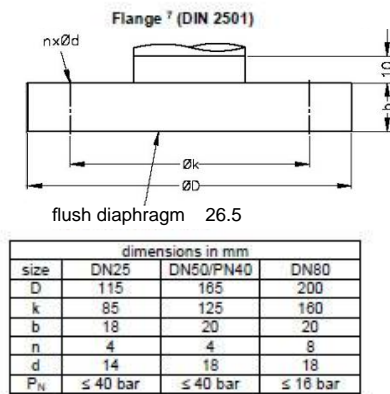 Flange ⁷ (DIN 2501)
nxØd
10
b
Øk
ØD
flush diaphragm 26.5
dimensions in mm
size DN25 DN50/PN40 DN80
D 115 165 200
k 85 125 160
b 18 20 20
n 4 4 8
d 14 18 18
PN ≤ 40 bar ≤ 40 bar ≤ 16 bar